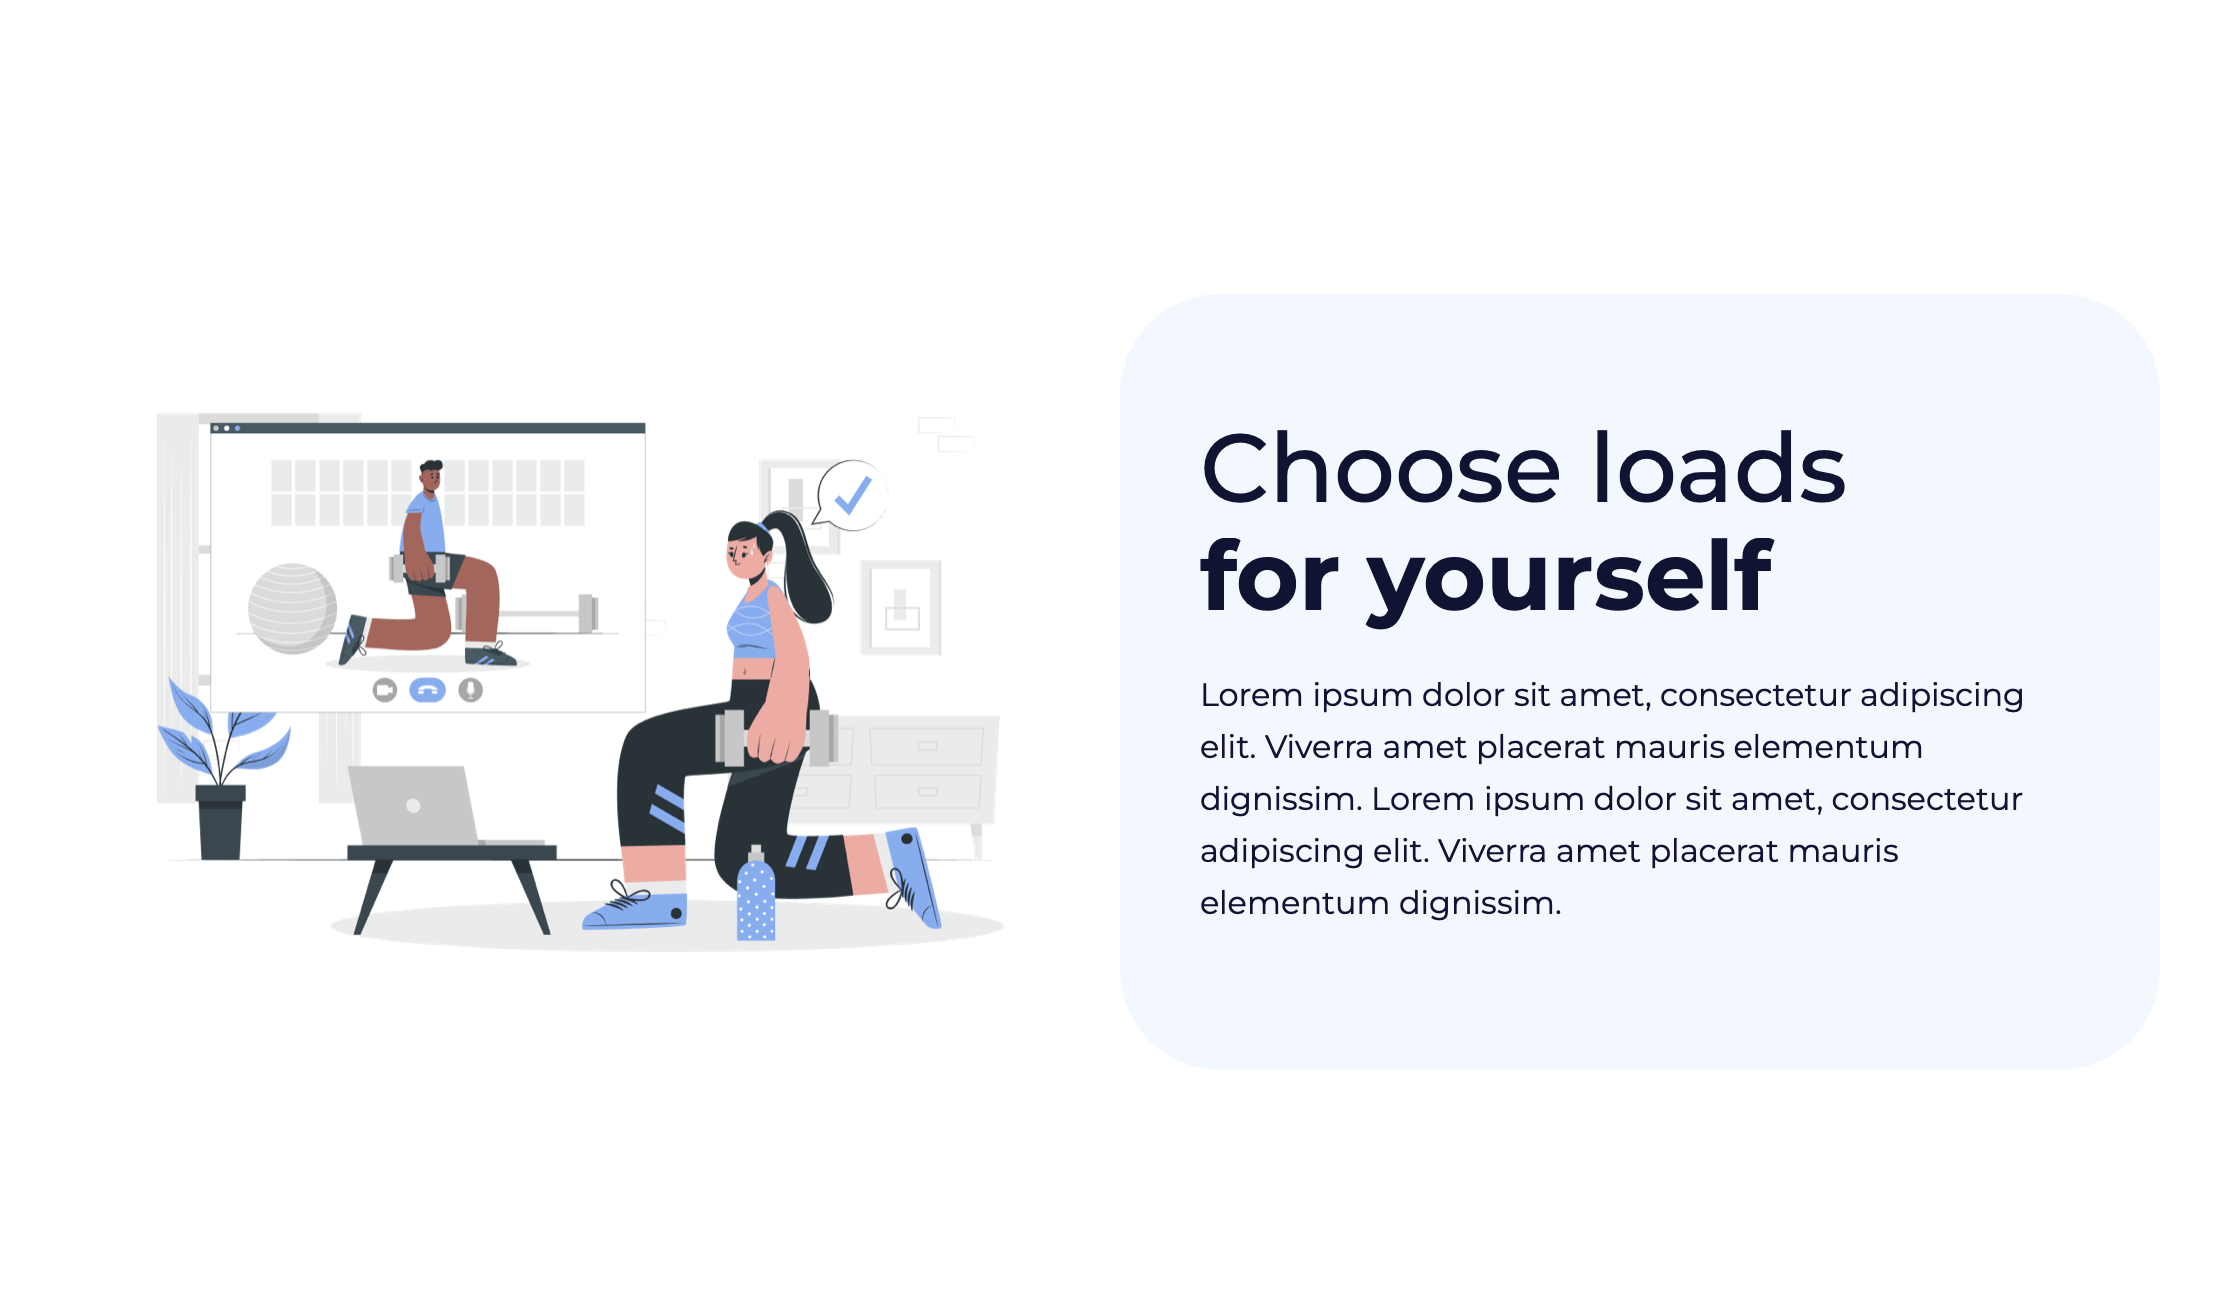 Choose loads
for yourself
Lorem ipsum dolor sit amet, consectetur adipiscing
elit. Viverra amet placerat mauris elementum
dignissim. Lorem ipsum dolor sit amet, consectetur
adipiscing elit. Viverra amet placerat mauris
elementum dignissim.